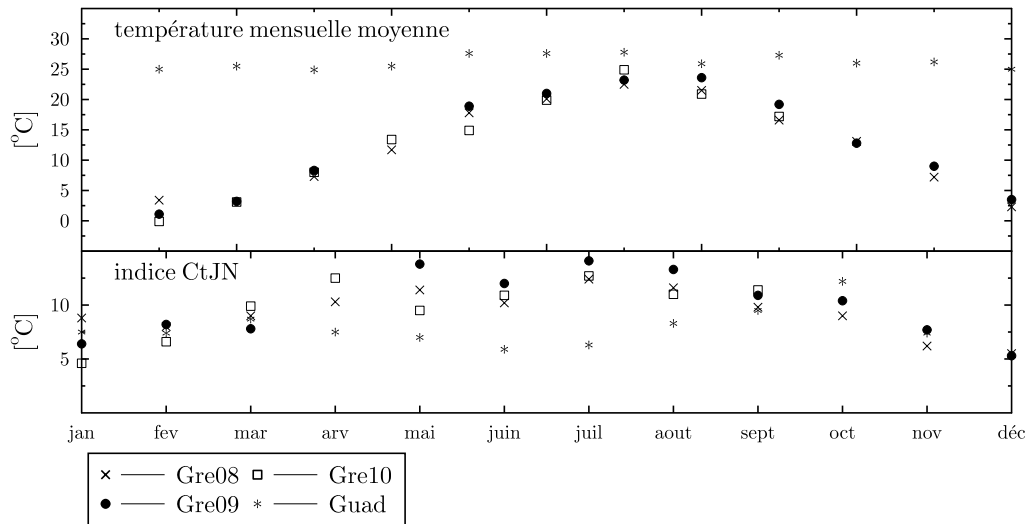 température mensuelle moyenne
30
25
20
15
10
5
0
[°C]
indice CtJN
10
5
[°C]
jan fev mar arv mai juin juil aout sept oct nov déc
Gre08 Gre10
Gre09 Guad